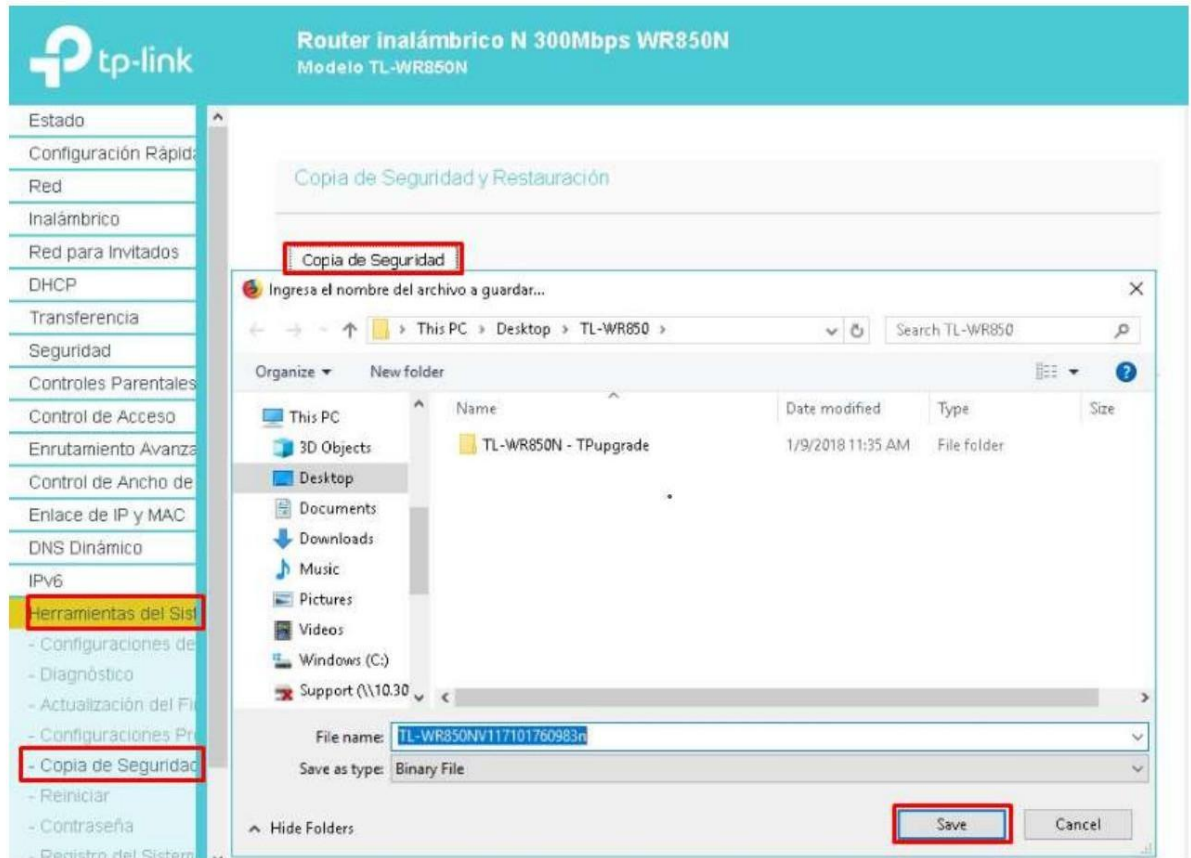 tp-link
Router inalámbrico N 300Mbps WR850N
Modelo TL-WR850N
Estado
Configuración Rápida
Red
Inalámbrico
Red para Invitados
DHCP
Transferencia
Seguridad
Controles Parentales
Control de Acceso
Enrutamiento Avanza
Control de Ancho de
Enlace de IP y MAC
DNS Dinámico
IPv6
Herramientas del Sist
- Configuraciones de
- Diagnóstico
- Actualización del Fi
- Configuraciones Pr
- Copia de Seguridad
- Reiniciar
- Contraseña
- Registro del Sistem
Copia de Seguridad y Restauración
Copia de Seguridad
Ingresa el nombre del archivo a guardar...
This PC > Desktop > TL-WR850 >
Search TL-WR850
Organize
New folder
This PC
3D Objects
Desktop
Documents
Downloads
Music
Pictures
Videos
Windows (C:)
Support (\\10.30
Name Date modified Type Size
TL-WR850N - TPupgrade 1/9/2018 11:35 AM File folder
File name: TL-WR850NV117101760983n
Save as type: Binary File
Hide Folders
Save
Cancel